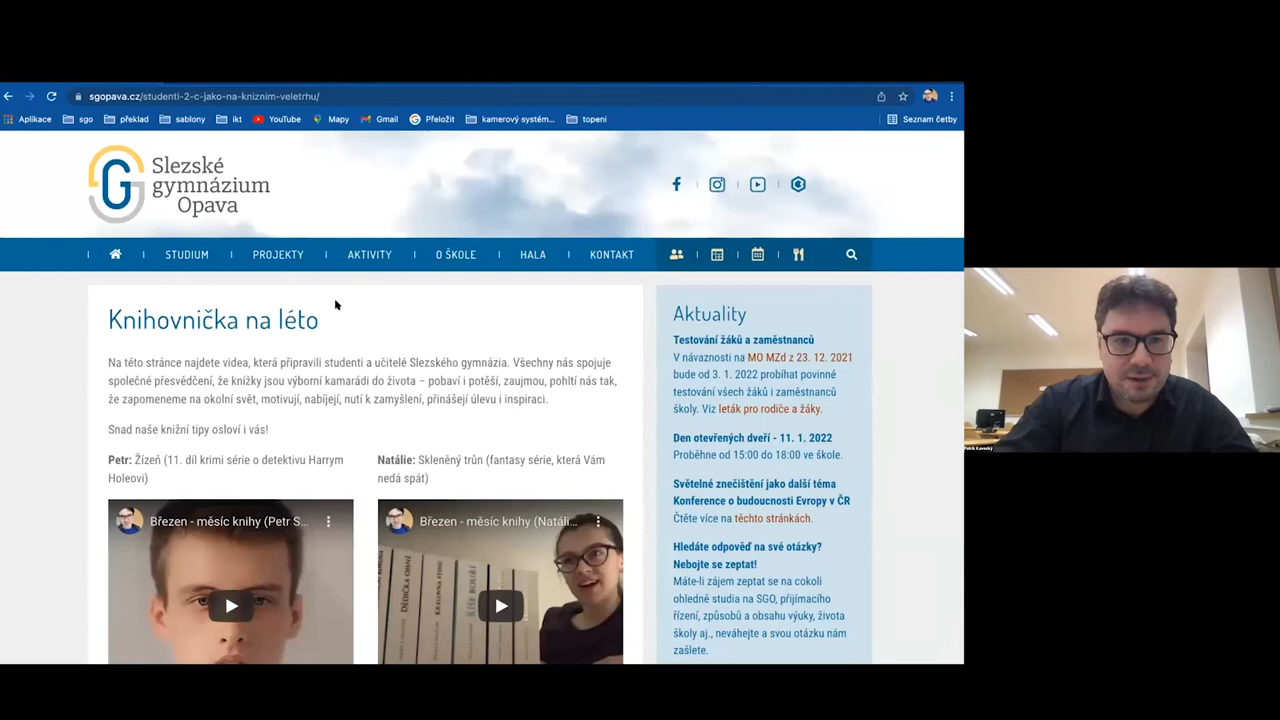 sgopava.cz/studenti-2-c-jako-na-kniznim-veletrhu/
Aplikace sgo překlad sablony ikt YouTube Mapy Gmail Přeložit kamerový systém... topeni Seznam četby
Slezské
gymnázium
Opava
STUDIUM PROJEKTY AKTIVITY O ŠKOLE HALA KONTAKT
Knihovnička na léto
Na této stránce najdete videa, která připravili studenti a učitelé Slezského gymnázia. Všechny nás spojuje
společné přesvědčení, že knížky jsou výborní kamarádi do života – pobaví i potěší, zaujmou, pohltí nás tak,
že zapomeneme na okolní svět, motivují, nabíjejí, nutí k zamyšlení, přinášejí úlevu i inspiraci.
Snad naše knižní tipy osloví i vás!
Petr: Žízeň (11. díl krimi série o detektivu Harrym
Holeovi)
Natálie: Skleněný trůn (fantasy série, která Vám
nedá spát)
Březen - měsíc knihy (Petr S...
Březen - měsíc knihy (Natáli...
DĚDIČKA OHNĚ
Aktuality
Testování žáků a zaměstnanců
V návaznosti na MO MZd z 23. 12. 2021
bude od 3. 1. 2022 probíhat povinné
testování všech žáků i zaměstnanců
školy. Viz leták pro rodiče a žáky.
Den otevřených dveří - 11. 1. 2022
Proběhne od 15:00 do 18:00 ve škole.
Světelné znečištění jako další téma
Konference o budoucnosti Evropy v ČR
Čtěte více na těchto stránkách.
Hledáte odpověď na své otázky?
Nebojte se zeptat!
Máte-li zájem zeptat se na cokoli
ohledně studia na SGO, přijímacího
řízení, způsobů a obsahu výuky, života
školy aj., neváhejte a svou otázku nám
zašlete.
Patrik Kavecký